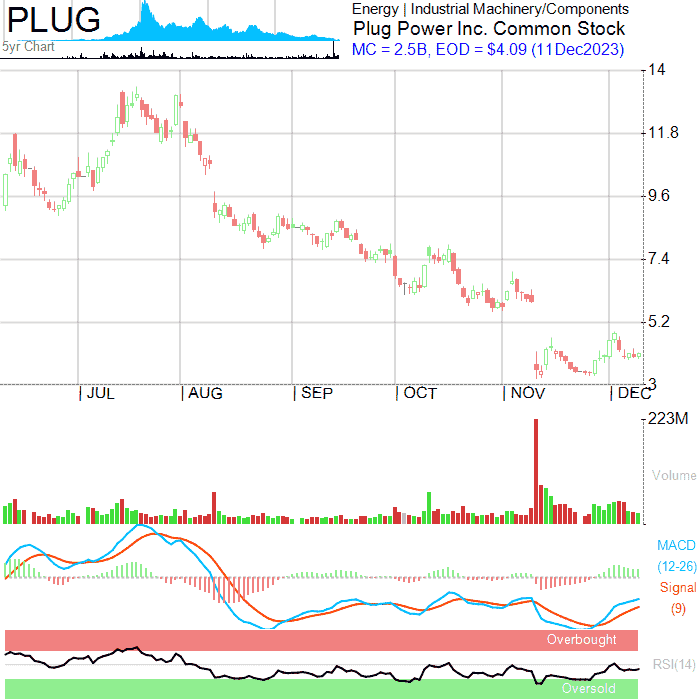 PLUG
5yr Chart
Energy | Industrial Machinery/Components
Plug Power Inc. Common Stock
MC = 2.5B, EOD = $4.09 (11Dec2023)
14
11.8
9.6
7.4
5.2
3
JUL
AUG
SEP
OCT
NOV
DEC
223M
Volume
MACD
(12-26)
Signal
(9)
Overbought
RSI(14)
Oversold